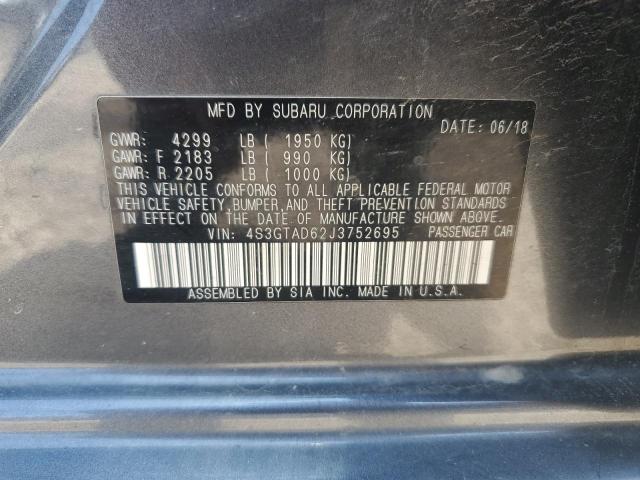 MFD BY SUBARU CORPORATION
DATE: 06/18
GVWR: 4299 LB ( 1950 KG)
GAWR: F 2183 LB ( 990 KG)
GAWR: R 2205 LB ( 1000 KG)
THIS VEHICLE CONFORMS TO ALL APPLICABLE FEDERAL MOTOR
VEHICLE SAFETY, BUMPER, AND THEFT PREVENTION STANDARDS
IN EFFECT ON THE DATE OF MANUFACTURE SHOWN ABOVE.
VIN: 4S3GTAD62J3752695 PASSENGER CAR
ASSEMBLED BY SIA INC. MADE IN U.S.A.